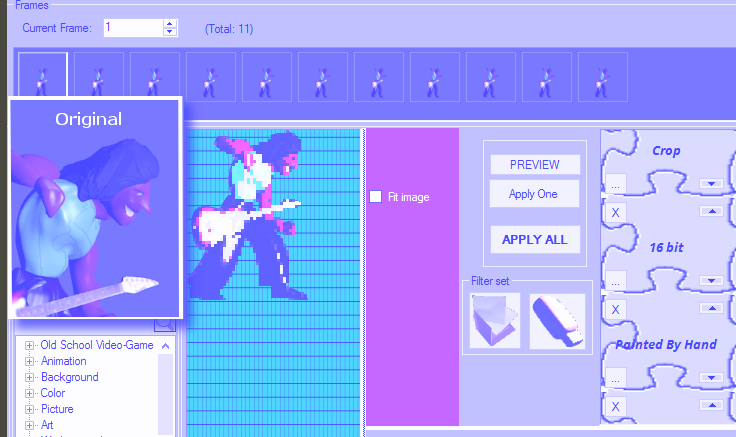 Frames
Current Frame: 1 (Total: 11)
Original
PREVIEW
Apply One
APPLY ALL
Fit image
Filter set
Crop
...
X
16 bit
...
X
Painted By Hand
...
X
Old School Video-Game
Animation
Background
Color
Picture
Art